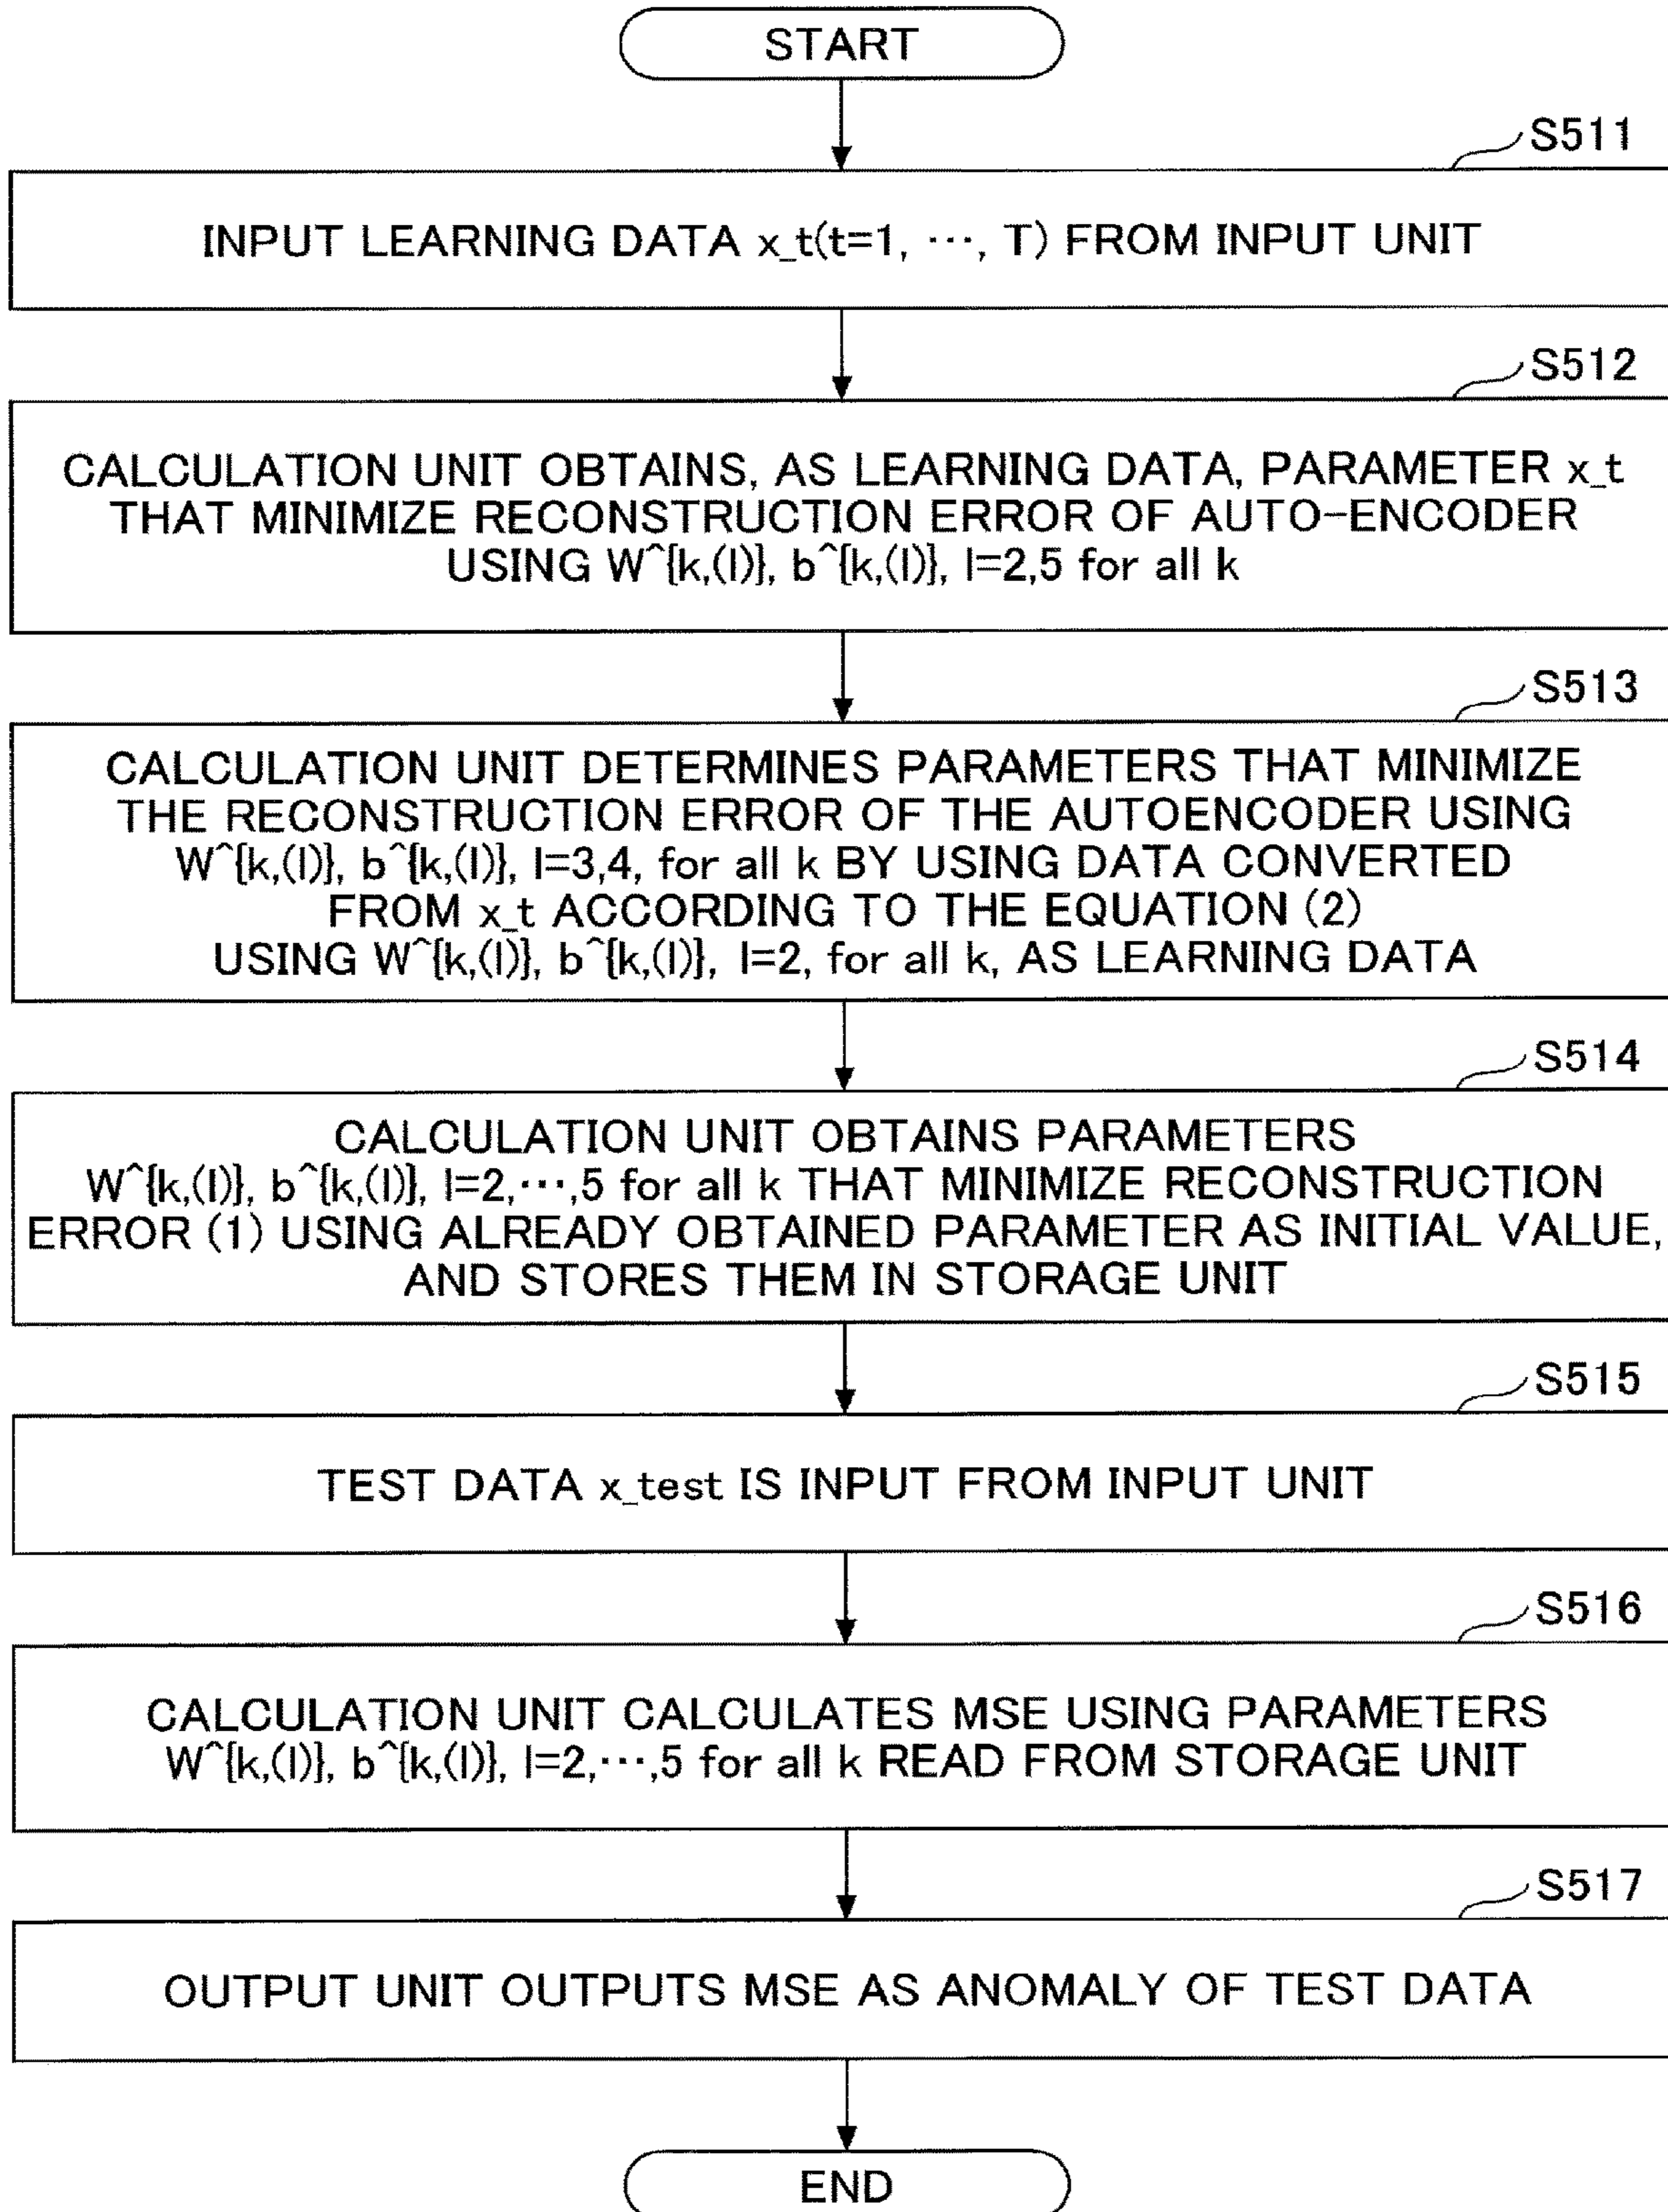 START
S511
INPUT LEARNING DATA x_t(t=1, ⋯, T) FROM INPUT UNIT
S512
CALCULATION UNIT OBTAINS, AS LEARNING DATA, PARAMETER x_t
THAT MINIMIZE RECONSTRUCTION ERROR OF AUTO-ENCODER
USING W^{k,(l)}, b^{k,(l)}, l=2,5 for all k
S513
CALCULATION UNIT DETERMINES PARAMETERS THAT MINIMIZE
THE RECONSTRUCTION ERROR OF THE AUTOENCODER USING
W^{k,(l)}, b^{k,(l)}, l=3,4, for all k BY USING DATA CONVERTED
FROM x_t ACCORDING TO THE EQUATION (2)
USING W^{k,(l)}, b^{k,(l)}, l=2, for all k, AS LEARNING DATA
S514
CALCULATION UNIT OBTAINS PARAMETERS
W^{k,(l)}, b^{k,(l)}, l=2,⋯,5 for all k THAT MINIMIZE RECONSTRUCTION
ERROR (1) USING ALREADY OBTAINED PARAMETER AS INITIAL VALUE,
AND STORES THEM IN STORAGE UNIT
S515
TEST DATA x_test IS INPUT FROM INPUT UNIT
S516
CALCULATION UNIT CALCULATES MSE USING PARAMETERS
W^{k,(l)}, b^{k,(l)}, l=2,⋯,5 for all k READ FROM STORAGE UNIT
S517
OUTPUT UNIT OUTPUTS MSE AS ANOMALY OF TEST DATA
END